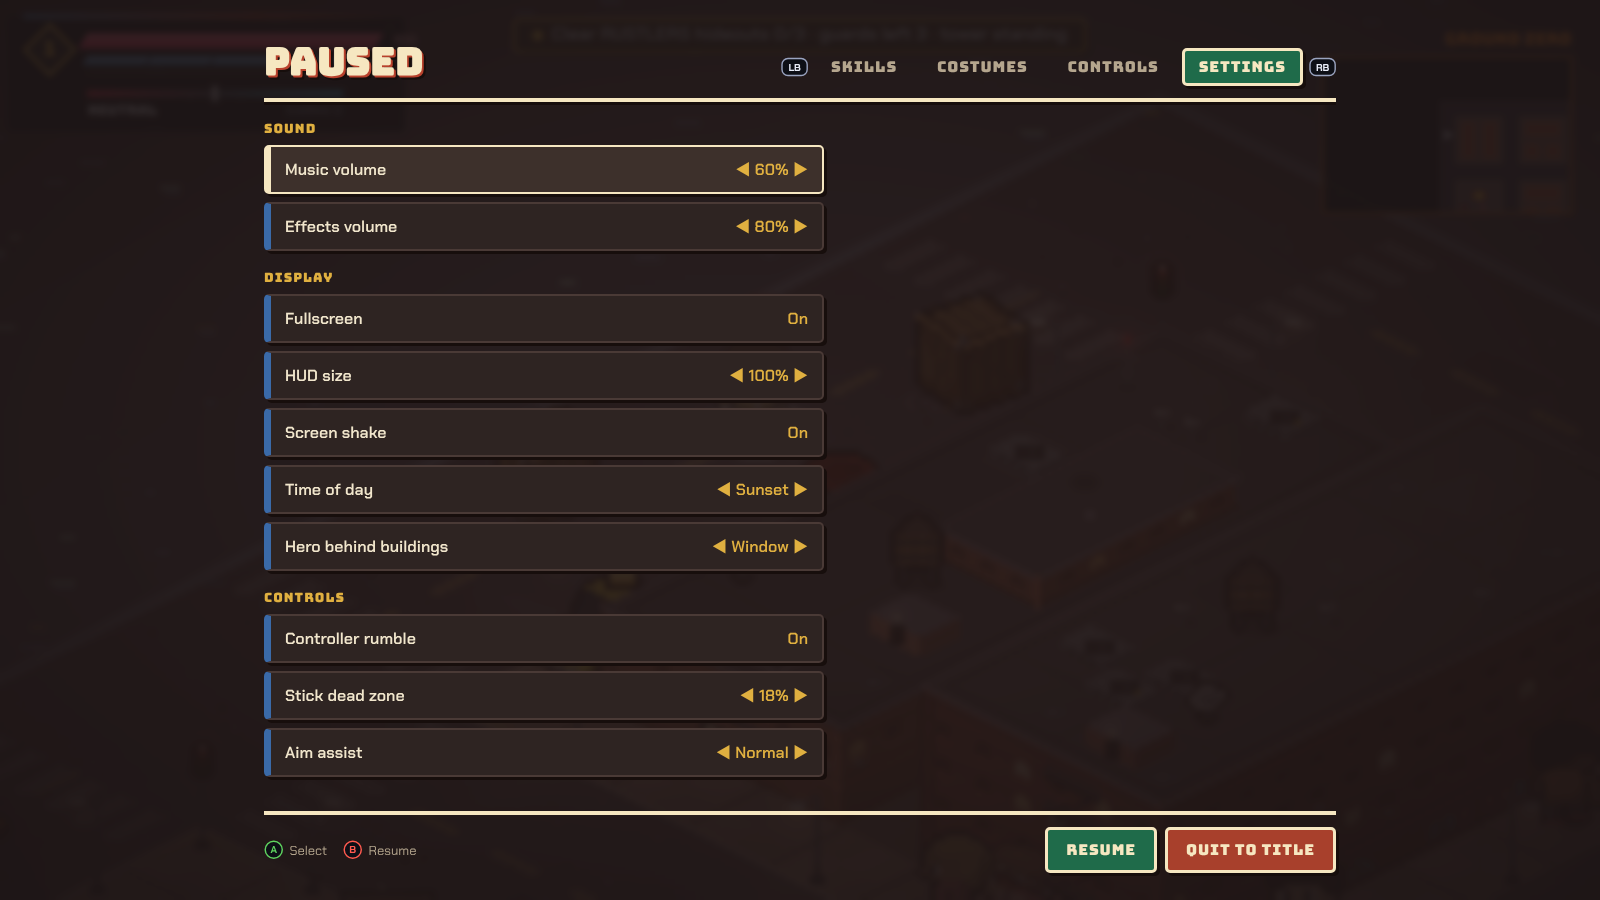 PAUSED
LB SKILLS COSTUMES CONTROLS SETTINGS RB
SOUND
Music volume 60%
Effects volume 80%
DISPLAY
Fullscreen On
HUD size 100%
Screen shake On
Time of day Sunset
Hero behind buildings Window
CONTROLS
Controller rumble On
Stick dead zone 18%
Aim assist Normal
A Select B Resume
RESUME QUIT TO TITLE